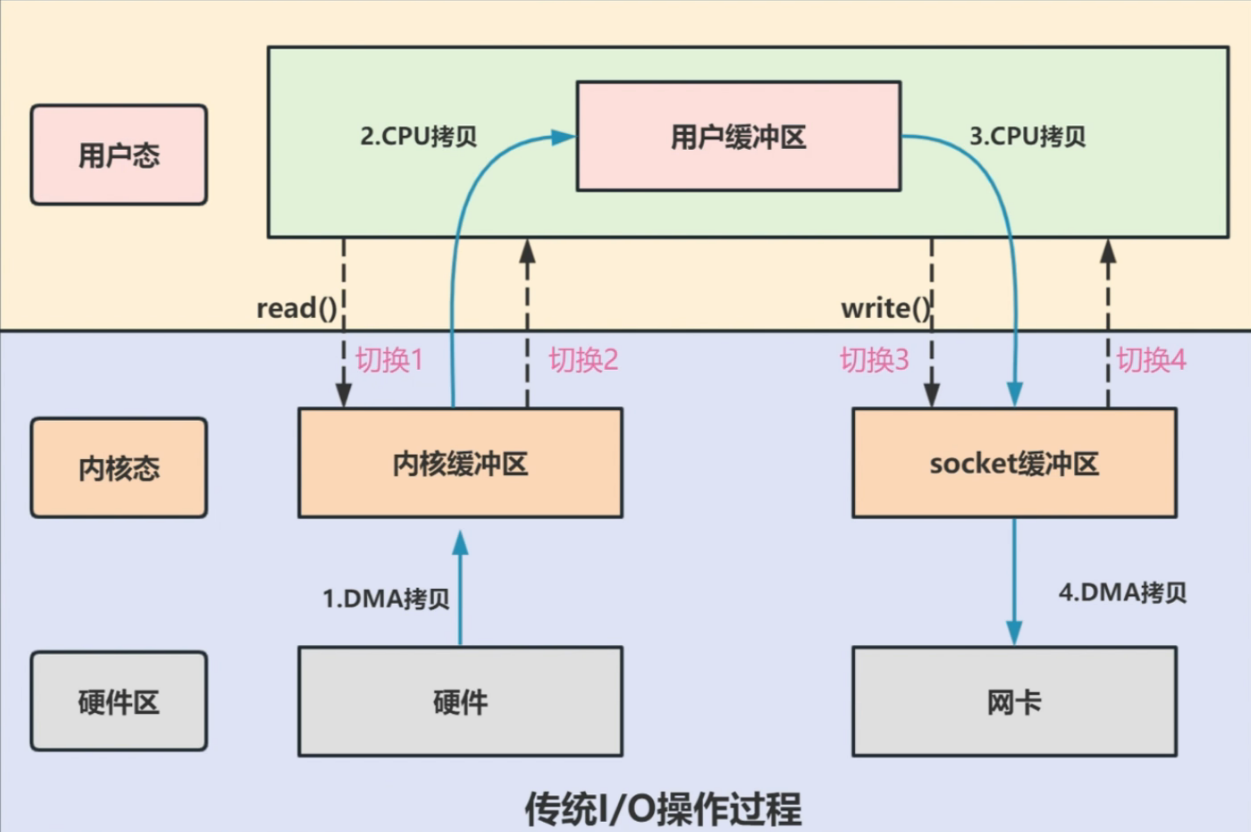 2.CPU拷贝
用户缓冲区
3.CPU拷贝
用户态
read()
write()
切换1
切换2
切换3
切换4
内核态
内核缓冲区
socket缓冲区
1.DMA拷贝
4.DMA拷贝
硬件区
硬件
网卡
传统I/O操作过程